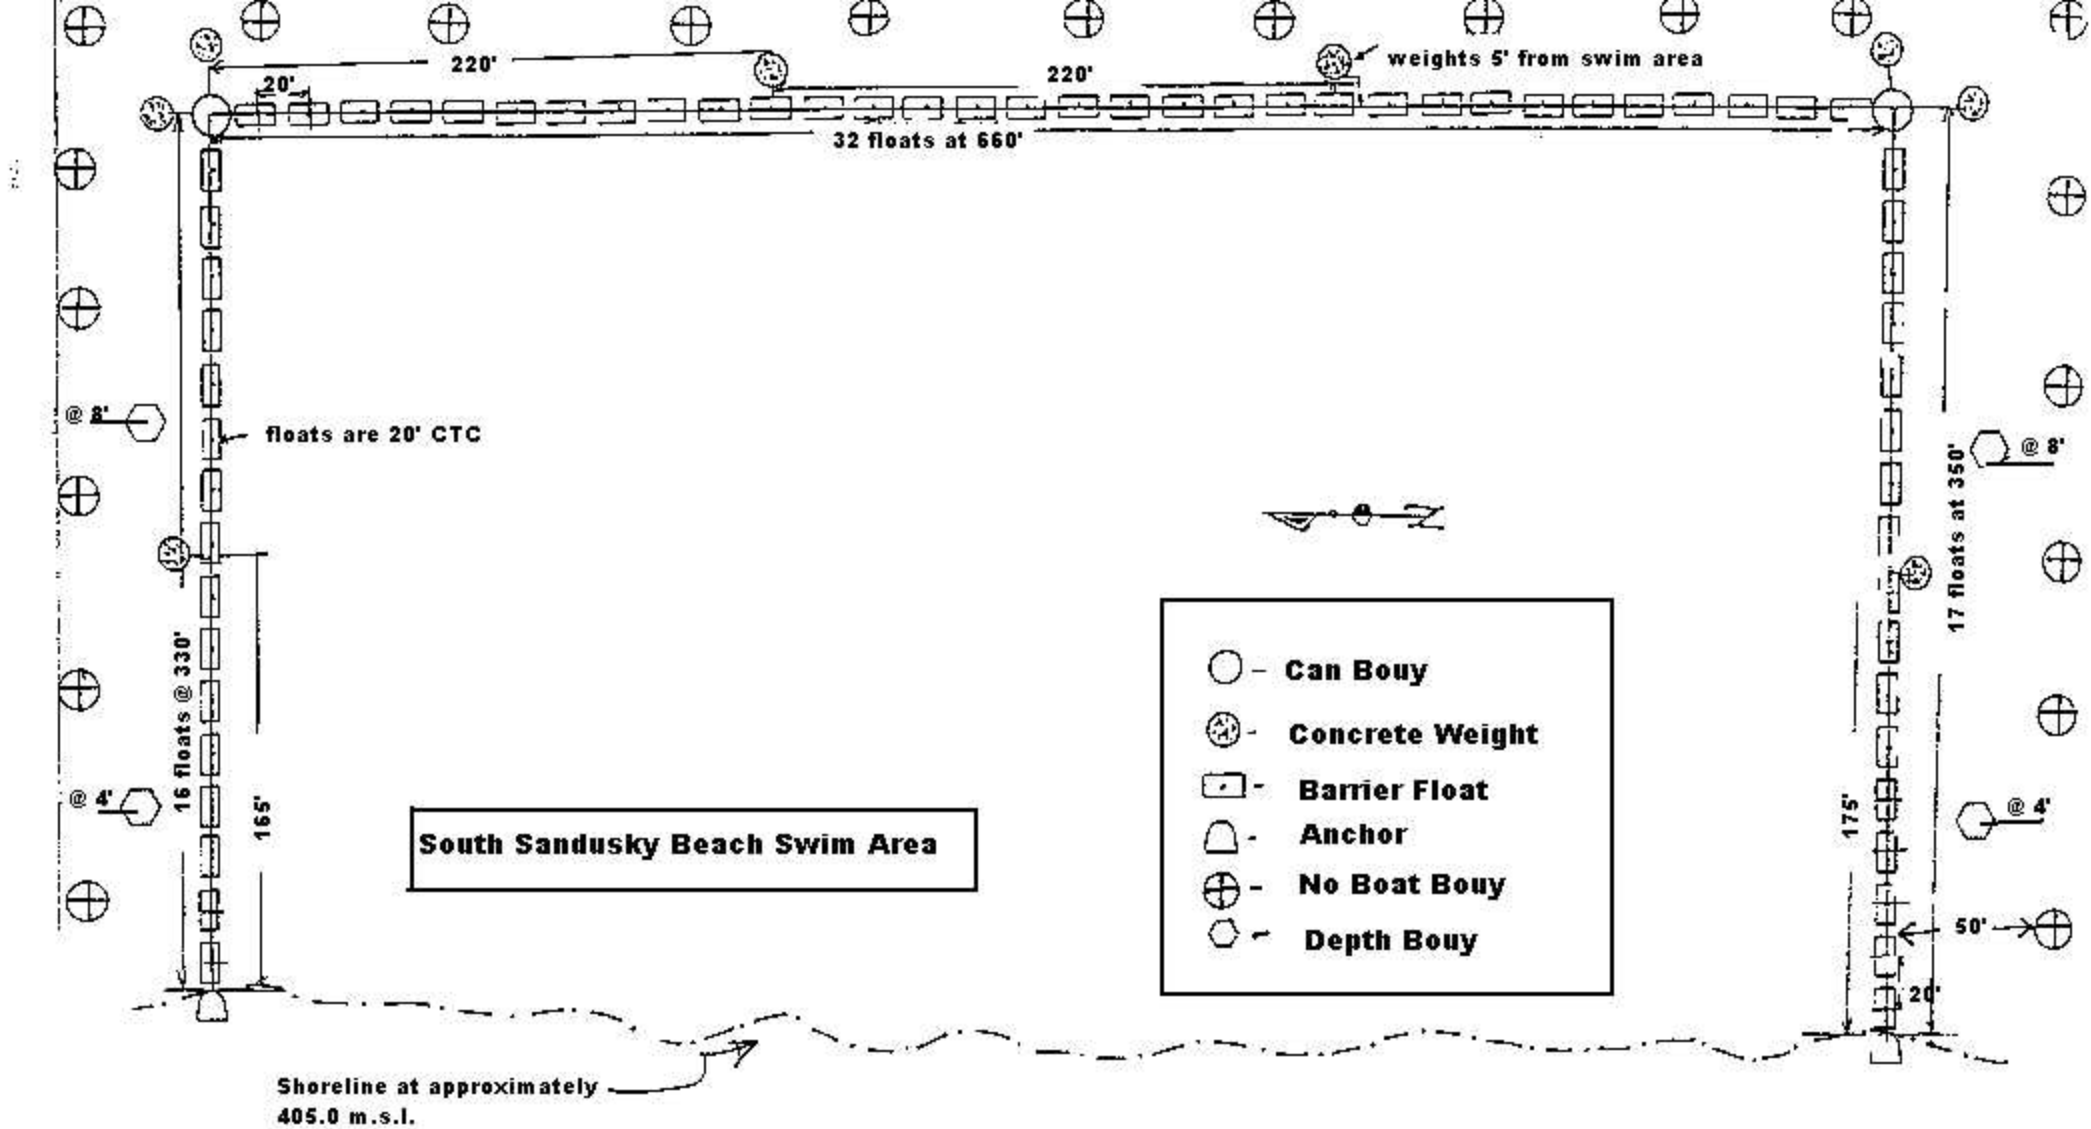 220'
20'
220'
weights 5' from swim area
32 floats at 660'
@ 8'
floats are 20' CTC
@ 8'
17 floats at 350'
N
16 floats @ 330'
165'
@ 4'
South Sandusky Beach Swim Area
Can Bouy
Concrete Weight
Barrier Float
Anchor
No Boat Bouy
Depth Bouy
175'
@ 4'
50'
20'
Shoreline at approximately
405.0 m.s.l.